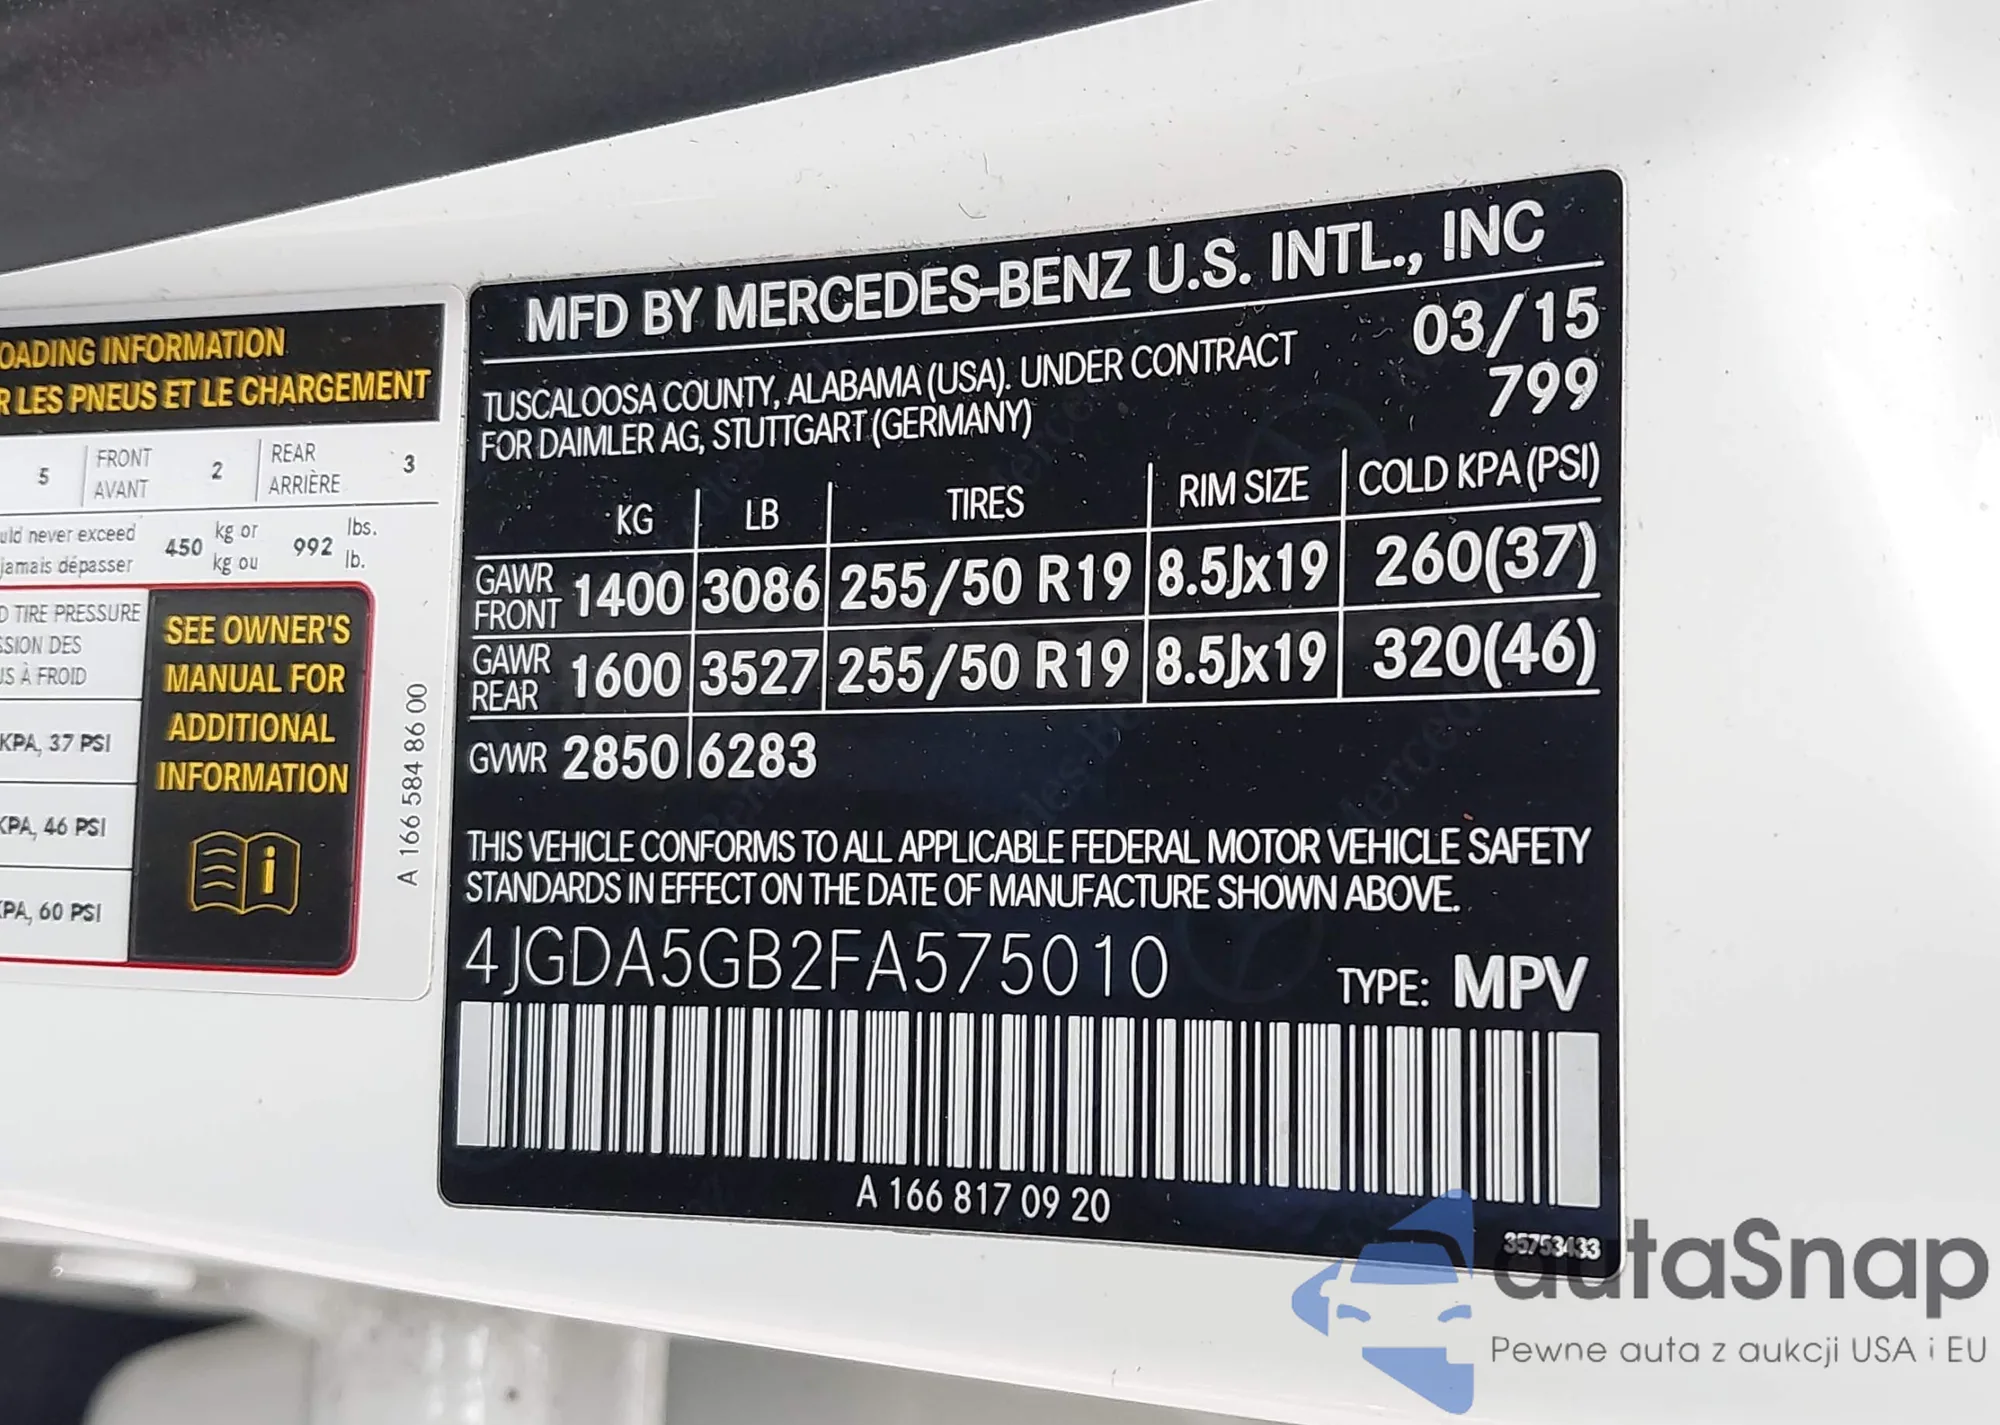 OADING INFORMATION
R LES PNEUS ET LE CHARGEMENT
5 FRONT 2 REAR 3
AVANT ARRIÈRE
uld never exceed 450 kg or 992 lbs.
jamais dépasser kg ou lb.
D TIRE PRESSURE
SSION DES
US À FROID
KPA, 37 PSI
KPA, 46 PSI
KPA, 60 PSI
SEE OWNER'S
MANUAL FOR
ADDITIONAL
INFORMATION
i
A 166 584 86 00
MFD BY MERCEDES-BENZ U.S. INTL., INC
TUSCALOOSA COUNTY, ALABAMA (USA). UNDER CONTRACT 03/15
FOR DAIMLER AG, STUTTGART (GERMANY) 799
KG LB TIRES RIM SIZE COLD KPA (PSI)
GAWR FRONT 1400 3086 255/50 R19 8.5Jx19 260(37)
GAWR REAR 1600 3527 255/50 R19 8.5Jx19 320(46)
GVWR 2850 6283
THIS VEHICLE CONFORMS TO ALL APPLICABLE FEDERAL MOTOR VEHICLE SAFETY
STANDARDS IN EFFECT ON THE DATE OF MANUFACTURE SHOWN ABOVE.
4JGDA5GB2FA575010 TYPE: MPV
A 166 817 09 20
35753433
autaSnap
Pewne auta z aukcji USA i EU